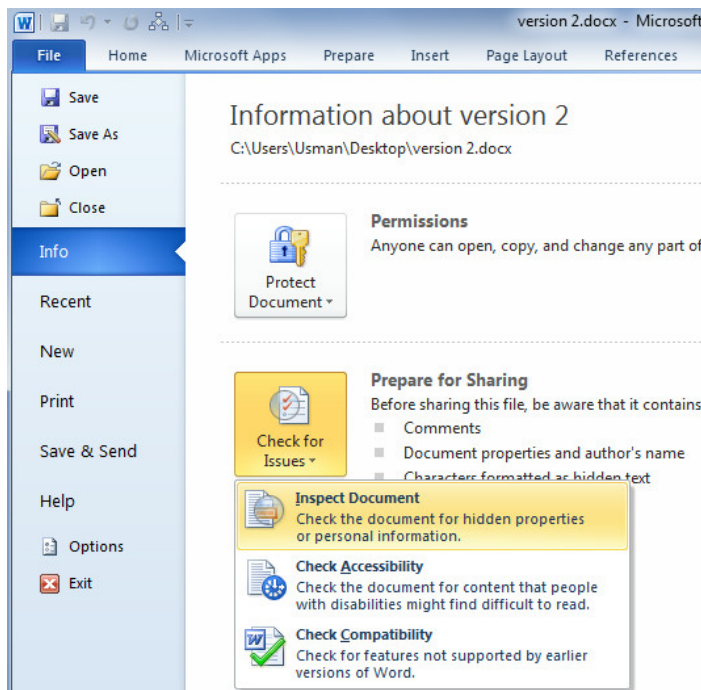 version 2.docx - Microsoft
File Home Microsoft Apps Prepare Insert Page Layout References
Save
Save As
Open
Close
Info
Recent
New
Print
Save & Send
Help
Options
Exit
Information about version 2
C:\Users\Usman\Desktop\version 2.docx
Protect
Document
Permissions
Anyone can open, copy, and change any part of
Check for
Issues
Prepare for Sharing
Before sharing this file, be aware that it contains
Comments
Document properties and author's name
Characters formatted as hidden text
Inspect Document
Check the document for hidden properties
or personal information.
Check Accessibility
Check the document for content that people
with disabilities might find difficult to read.
Check Compatibility
Check for features not supported by earlier
versions of Word.